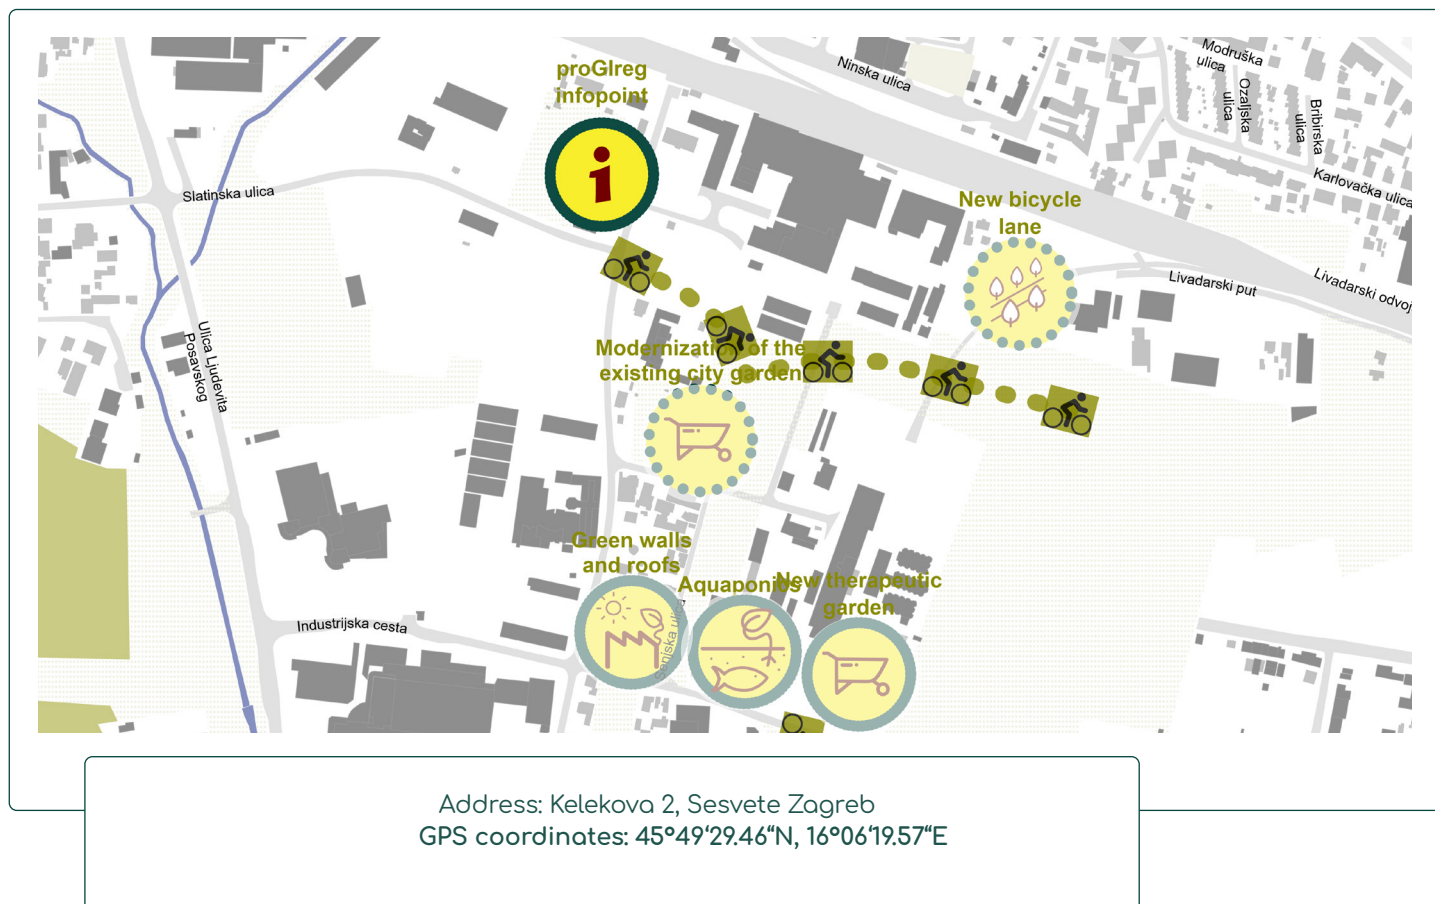 proGIreg
infopoint
Ninska ulica
Modruška
ulica
Ozaljska
ulica
Bribirska
ulica
Karlovačka ulica
Slatinska ulica
New bicycle
lane
Livadarski put
Livadarski odvoj
Ulica Ljudevita
Posavskog
Modernization of the
existing city garden
Green walls
and roofs
Aquaponics
New therapeutic
garden
Senjska ulica
Industrijska cesta
Address: Kelekova 2, Sesvete Zagreb
GPS coordinates: 45°49‘29.46“N, 16°06‘19.57“E